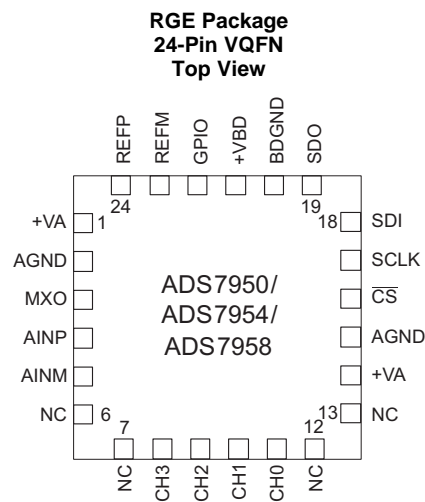 RGE Package
24-Pin VQFN
Top View
REFP
REFM
GPIO
+VBD
BDGND
SDO
24
19
+VA
1
18
SDI
AGND
SCLK
MXO
CS
AINP
AGND
AINM
+VA
NC
6
13
NC
ADS7950/
ADS7954/
ADS7958
7
12
NC
CH3
CH2
CH1
CH0
NC